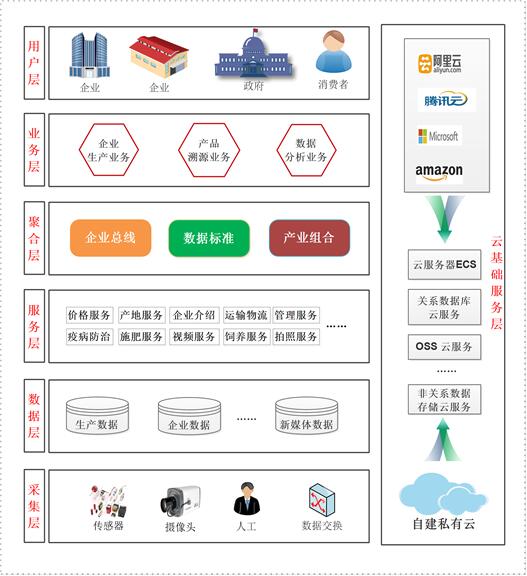 用户层
企业
企业
政府
消费者
业务层
企业
生产业务
产品
溯源业务
数据
分析业务
聚合层
企业总线
数据标准
产业组合
服务层
价格服务 产地服务 企业介绍 运输物流 管理服务
疫病防治 施肥服务 视频服务 饲养服务 拍照服务
……
数据层
生产数据
企业数据
……
新媒体数据
采集层
传感器
摄像头
人工
数据交换
阿里云
aliyun.com
腾讯云
Microsoft
amazon
云服务器ECS
关系数据库
云服务
OSS 云服务
……
非关系数据
存储云服务
自建私有云
云基础服务层